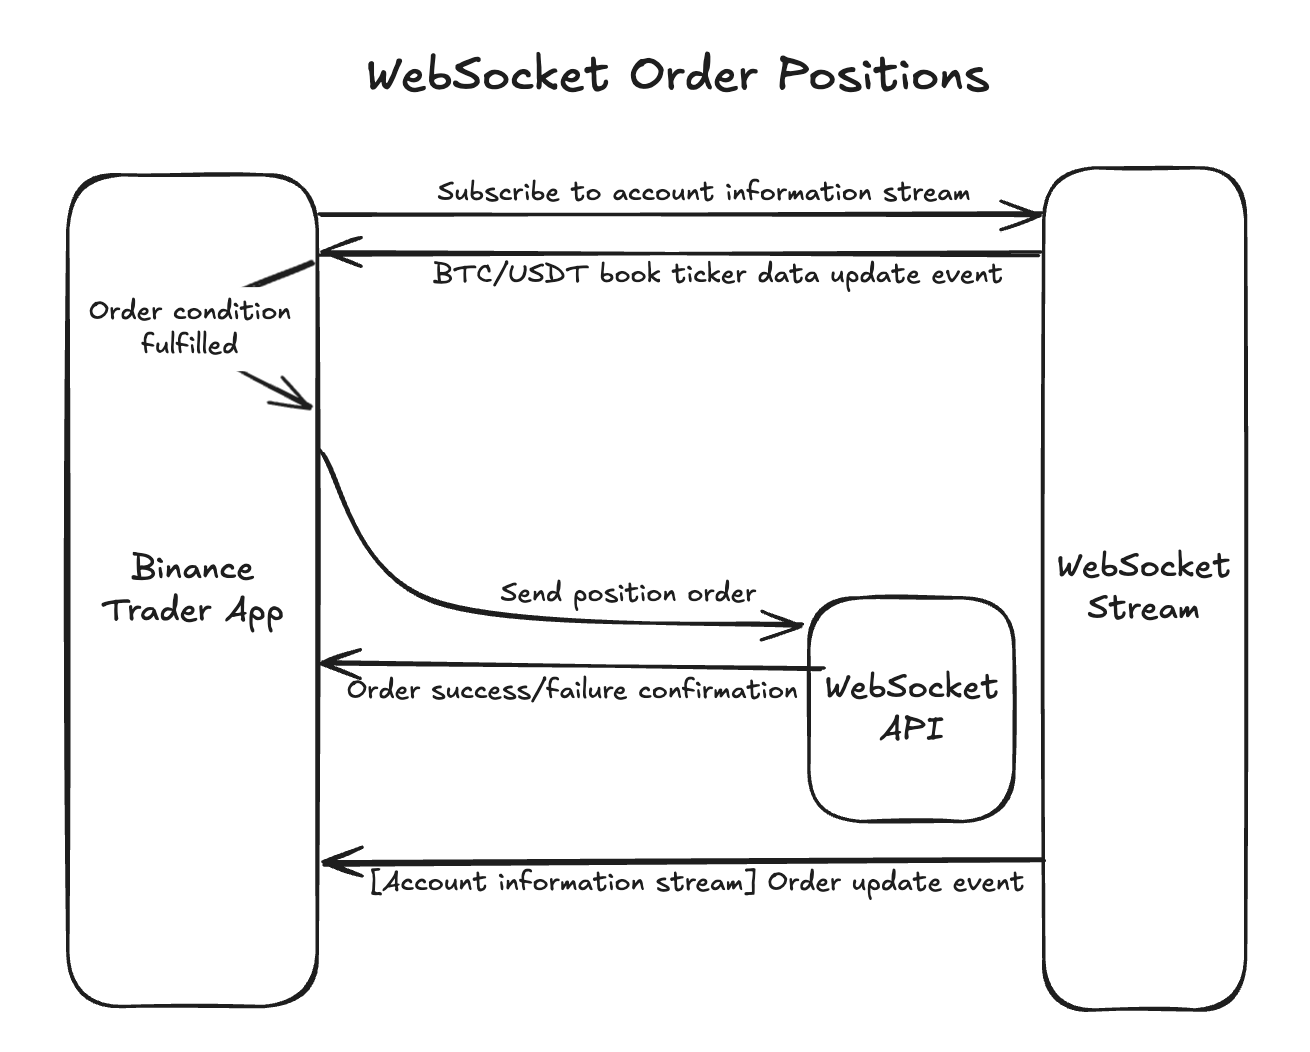 WebSocket Order Positions
Subscribe to account information stream
BTC/USDT book ticker data update event
Order condition
fulfilled
Binance
Trader App
WebSocket
Stream
Send position order
Order success/failure confirmation
WebSocket
API
[Account information stream] Order update event